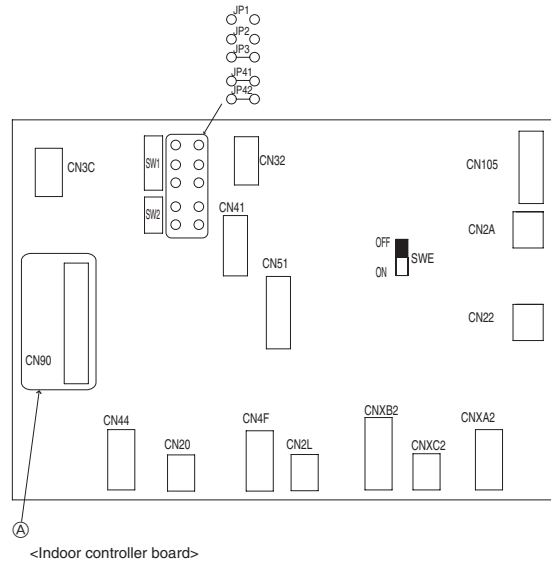 JP1
JP2
JP3
JP41
JP42
CN3C
SW1
SW2
CN32
CN41
CN51
OFF
ON
SWE
CN105
CN2A
CN22
CN90
CN44
CN20
CN4F
CN2L
CNXB2
CNXC2
CNXA2
A
<Indoor controller board>